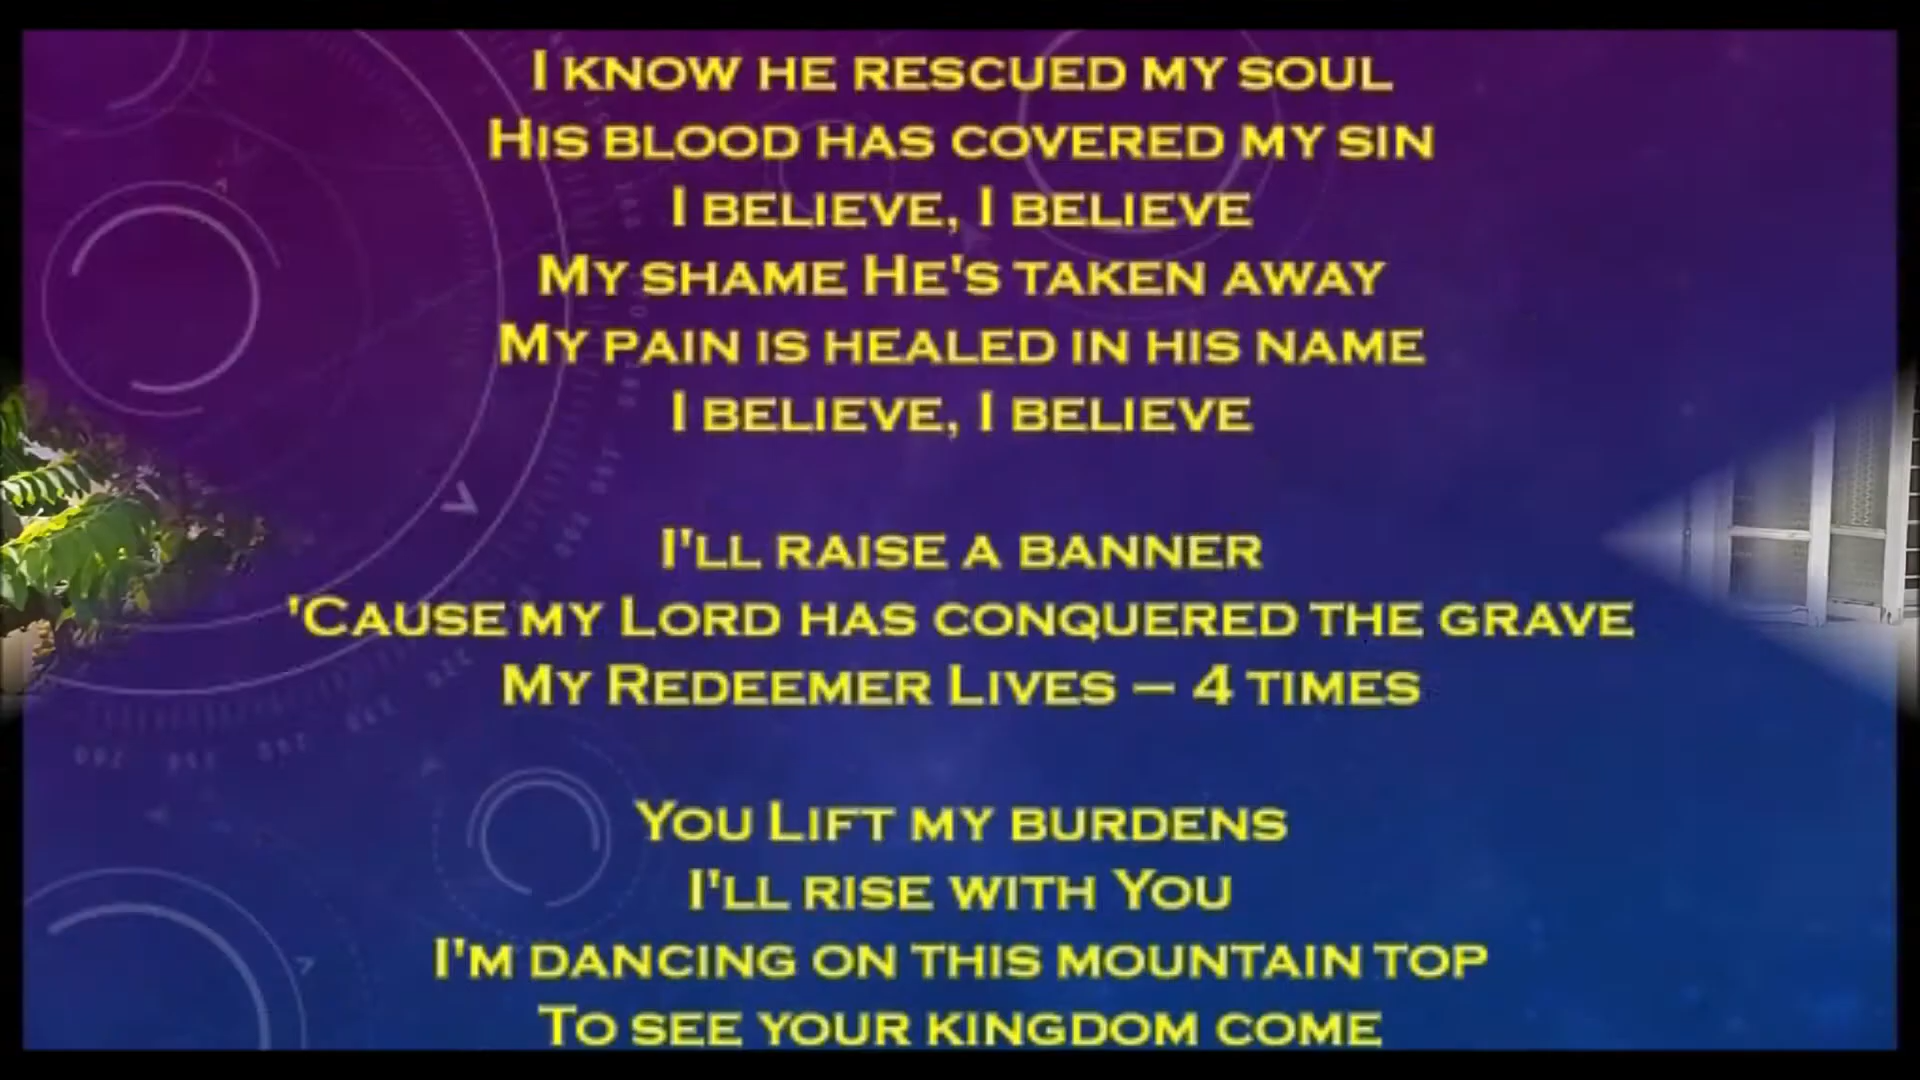 I KNOW HE RESCUED MY SOUL
HIS BLOOD HAS COVERED MY SIN
I BELIEVE, I BELIEVE
MY SHAME HE'S TAKEN AWAY
MY PAIN IS HEALED IN HIS NAME
I BELIEVE, I BELIEVE
I'LL RAISE A BANNER
'CAUSE MY LORD HAS CONQUERED THE GRAVE
MY REDEEMER LIVES – 4 TIMES
YOU LIFT MY BURDENS
I'LL RISE WITH YOU
I'M DANCING ON THIS MOUNTAIN TOP
TO SEE YOUR KINGDOM COME